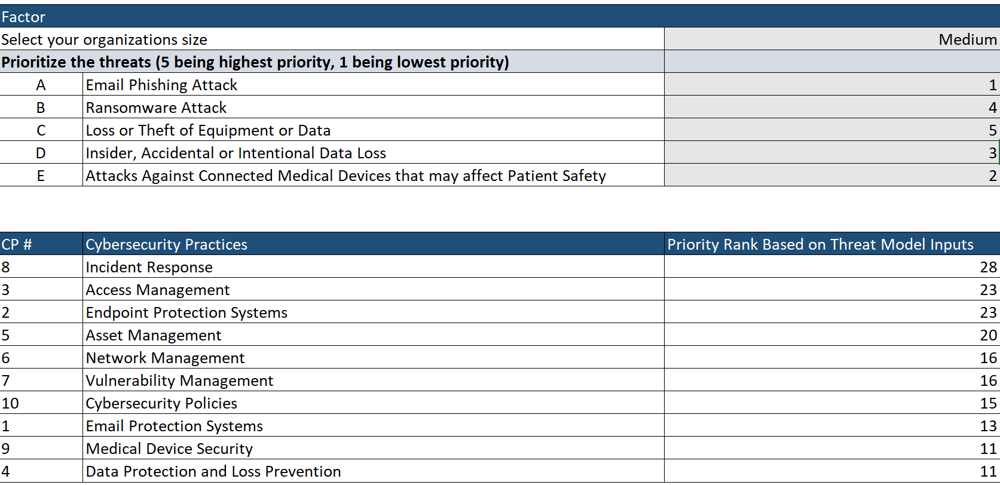 Factor
Select your organizations size Medium
Prioritize the threats (5 being highest priority, 1 being lowest priority)
A Email Phishing Attack 1
B Ransomware Attack 4
C Loss or Theft of Equipment or Data 5
D Insider, Accidental or Intentional Data Loss 3
E Attacks Against Connected Medical Devices that may affect Patient Safety 2
CP # Cybersecurity Practices Priority Rank Based on Threat Model Inputs
8 Incident Response 28
3 Access Management 23
2 Endpoint Protection Systems 23
5 Asset Management 20
6 Network Management 16
7 Vulnerability Management 16
10 Cybersecurity Policies 15
1 Email Protection Systems 13
9 Medical Device Security 11
4 Data Protection and Loss Prevention 11